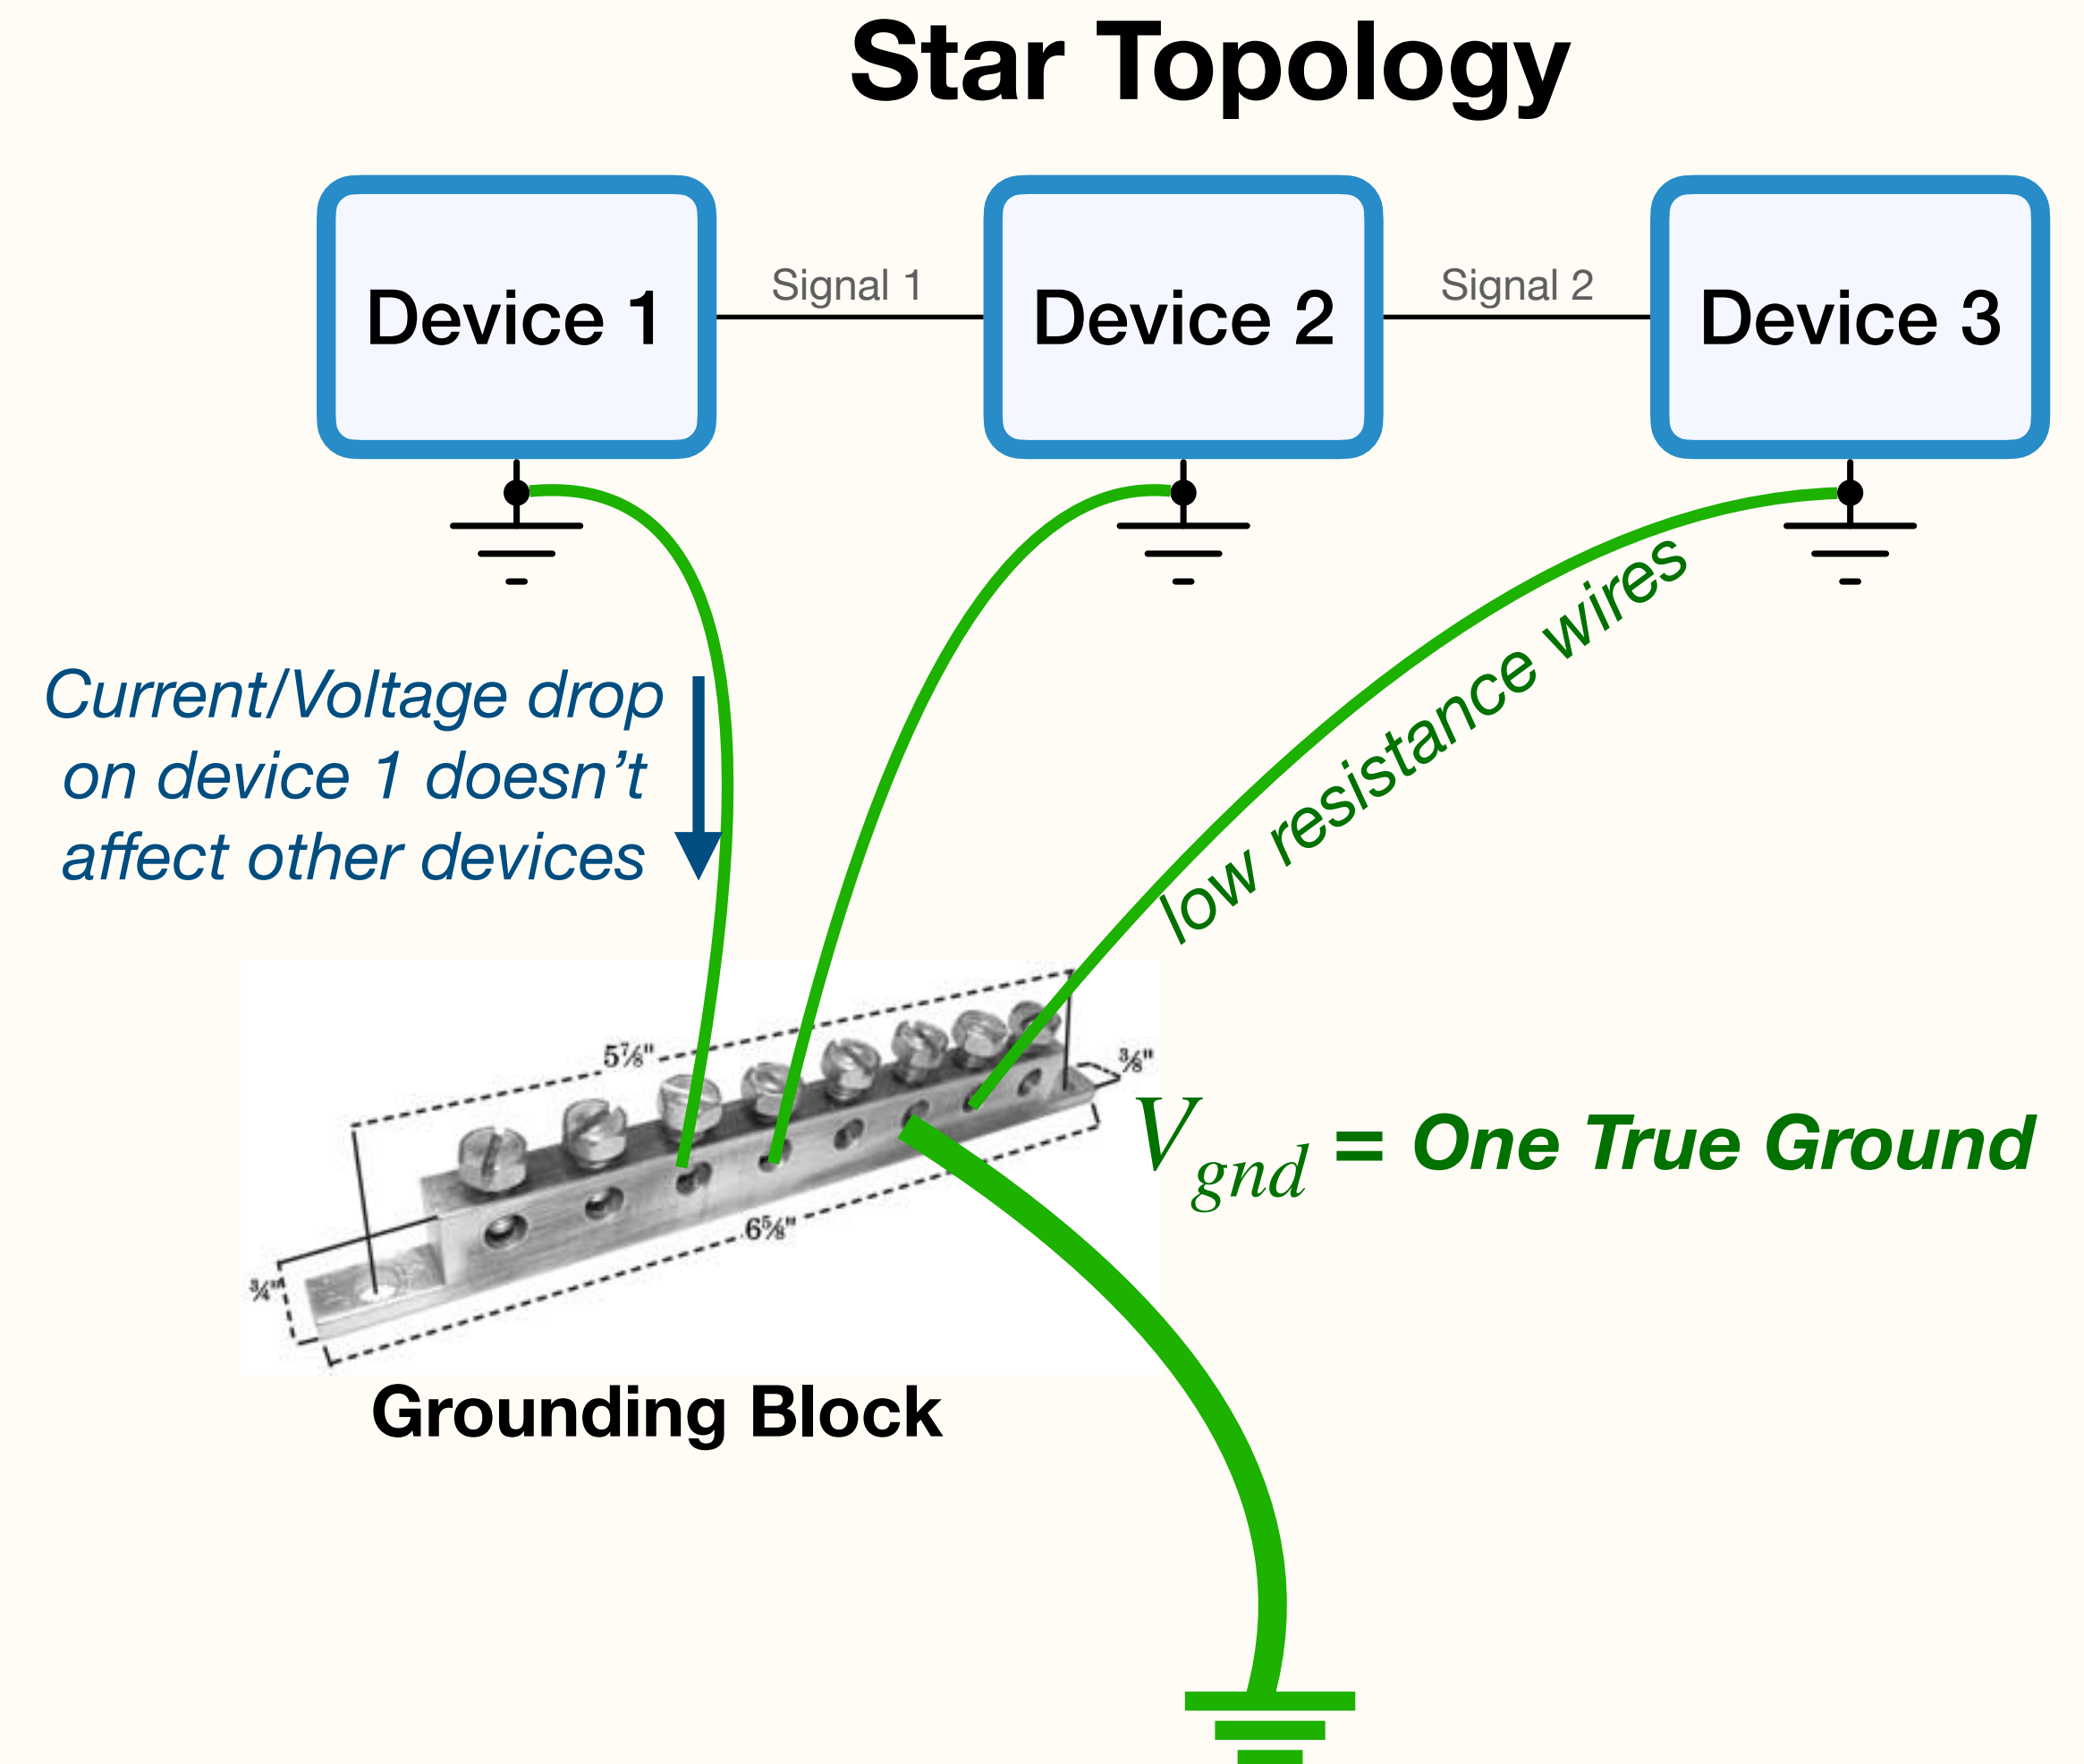 Star Topology
Device 1
Signal 1
Device 2
Signal 2
Device 3
Current/Voltage drop
on device 1 doesn’t
affect other devices
low resistance wires
5⅞"
⅜"
V_gnd = One True Ground
6⅝"
¾"
Grounding Block